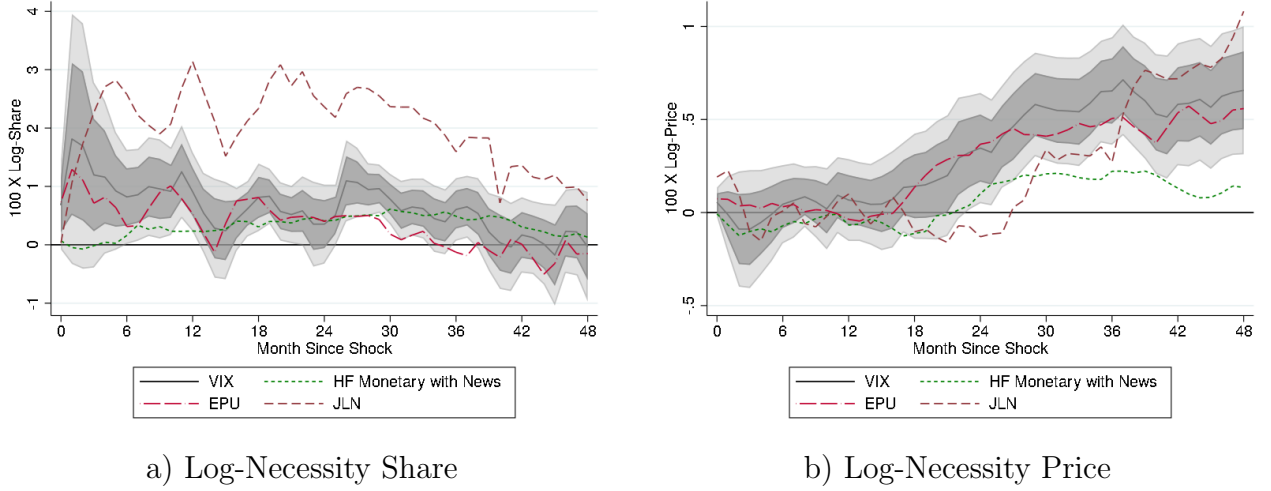 4
3
2
1
0
-1
100 X Log-Share
0 6 12 18 24 30 36 42 48
Month Since Shock
VIX HF Monetary with News
EPU JLN
a) Log-Necessity Share
1
.5
0
-.5
100 X Log-Price
0 6 12 18 24 30 36 42 48
Month Since Shock
VIX HF Monetary with News
EPU JLN
b) Log-Necessity Price